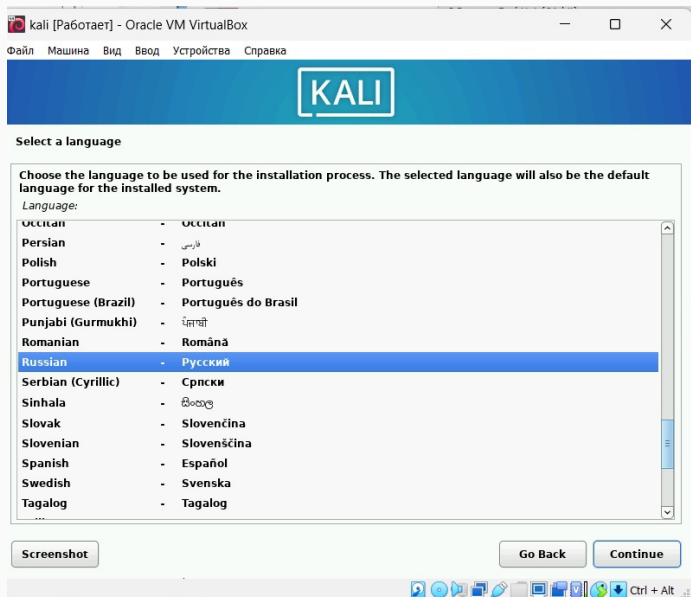 kali [Работает] - Oracle VM VirtualBox
Файл Машина Вид Ввод Устройства Справка
KALI
Select a language
Choose the language to be used for the installation process. The selected language will also be the default
language for the installed system.
Language:
Occitan - Occitan
Persian - فارسی
Polish - Polski
Portuguese - Português
Portuguese (Brazil) - Português do Brasil
Punjabi (Gurmukhi) - ਪੰਜਾਬੀ
Romanian - Română
Russian - Русский
Serbian (Cyrillic) - Српски
Sinhala - සිංහල
Slovak - Slovenčina
Slovenian - Slovenščina
Spanish - Español
Swedish - Svenska
Tagalog - Tagalog
Screenshot Go Back Continue
Ctrl + Alt